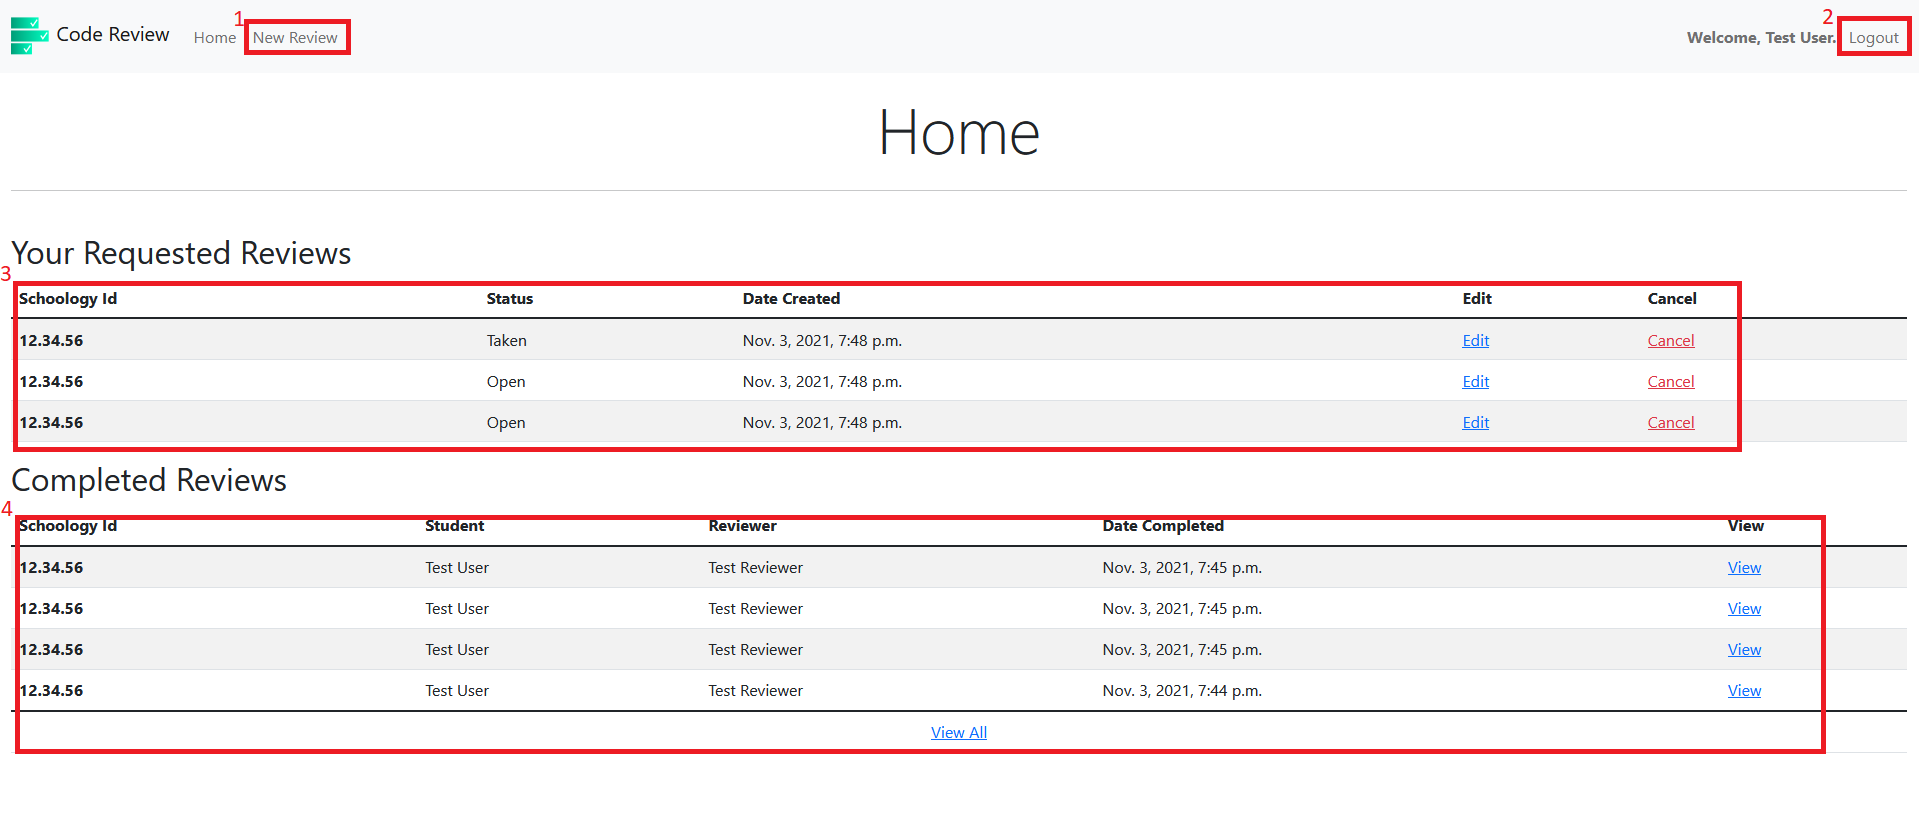 1 2
Code Review Home New Review Welcome, Test User. Logout
Home
Your Requested Reviews
3
Schoology Id Status Date Created Edit Cancel
12.34.56 Taken Nov. 3, 2021, 7:48 p.m. Edit Cancel
12.34.56 Open Nov. 3, 2021, 7:48 p.m. Edit Cancel
12.34.56 Open Nov. 3, 2021, 7:48 p.m. Edit Cancel
Completed Reviews
4
Schoology Id Student Reviewer Date Completed View
12.34.56 Test User Test Reviewer Nov. 3, 2021, 7:45 p.m. View
12.34.56 Test User Test Reviewer Nov. 3, 2021, 7:45 p.m. View
12.34.56 Test User Test Reviewer Nov. 3, 2021, 7:45 p.m. View
12.34.56 Test User Test Reviewer Nov. 3, 2021, 7:44 p.m. View
View All